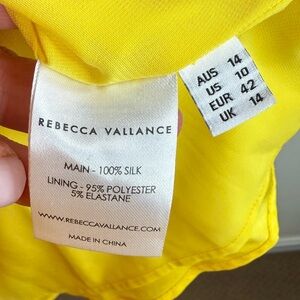 REBECCA VALLANCE
MAIN - 100% SILK
LINING - 95% POLYESTER
5% ELASTANE
WWW.REBECCAVALLANCE.COM
MADE IN CHINA
AUS 14
US 10
EUR 42
UK 14